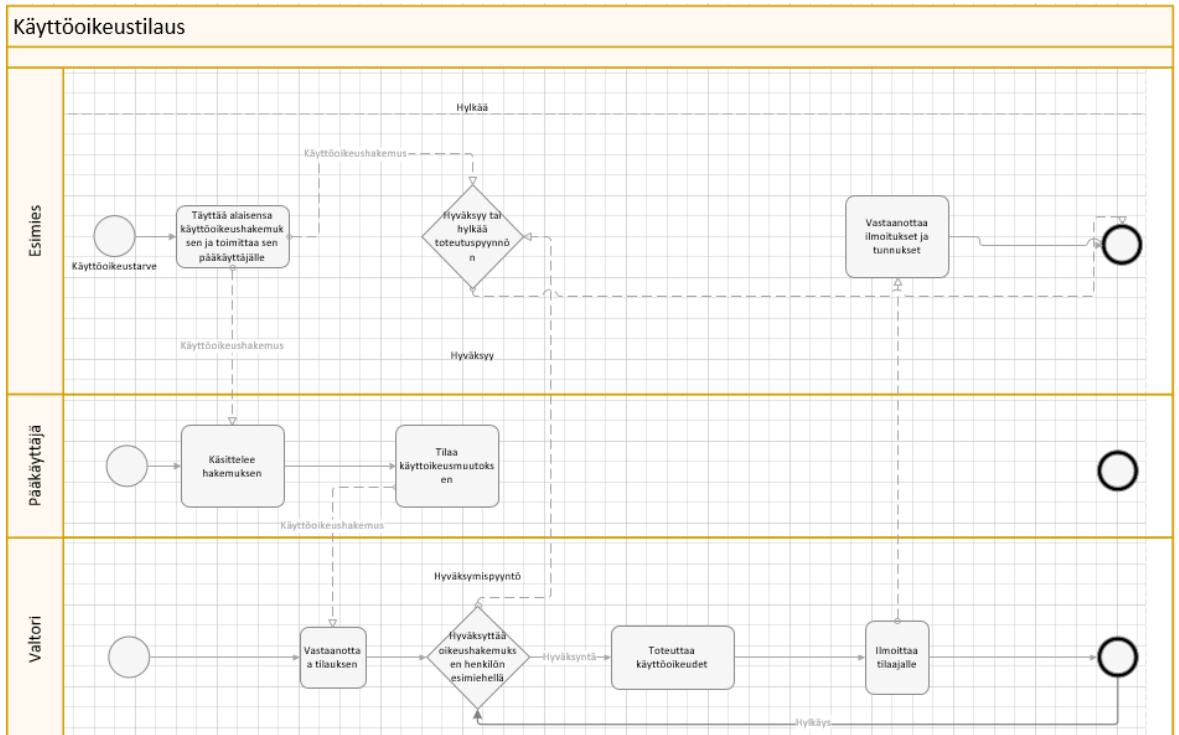 Käyttöoikeustilaus
Esimies
Hylkää
Käyttöoikeushakemus
Täyttää alaisensa
käyttöoikeushakemuk
sen ja toimittaa sen
pääkäyttäjälle
Käyttöoikeustarve
Hyväksyy tai
hylkää
toteutuspyynnö
n
Vastaanottaa
ilmoitukset ja
tunnukset
Käyttöoikeushakemus
Hyväksyy
Pääkäyttäjä
Käsittelee
hakemuksen
Tilaa
käyttoikeusmuutoks
en
Käyttöoikeushakemus
Valtori
Hyväksymispyyntö
Vastaanotta
a tilauksen
Hyväksyttää
oikeushakemuks
en henkilön
esimiehellä
Hyväksyntä
Toteuttaa
käyttöoikeudet
Ilmoittaa
tilaajalle
Hylkäys